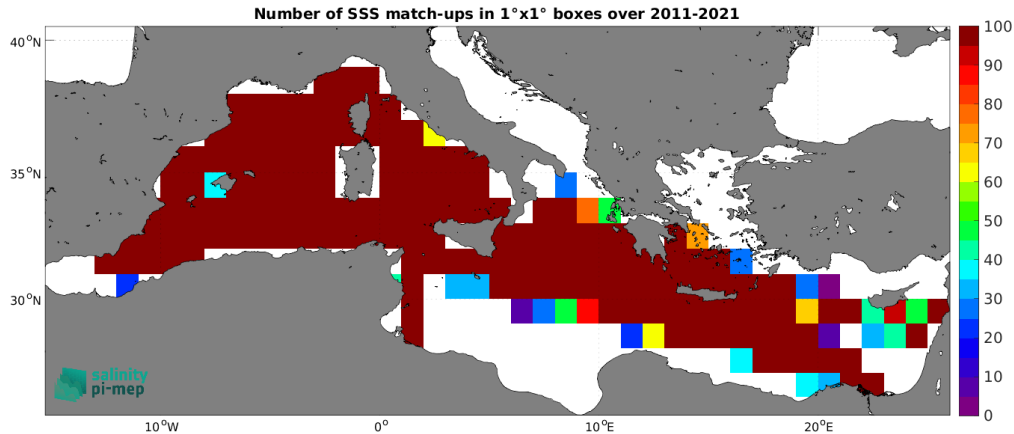 Number of SSS match-ups in 1°x1° boxes over 2011-2021
40°N
35°N
30°N
10°W
0°
10°E
20°E
100
90
80
70
60
50
40
30
20
10
0
salinity
pi-mep